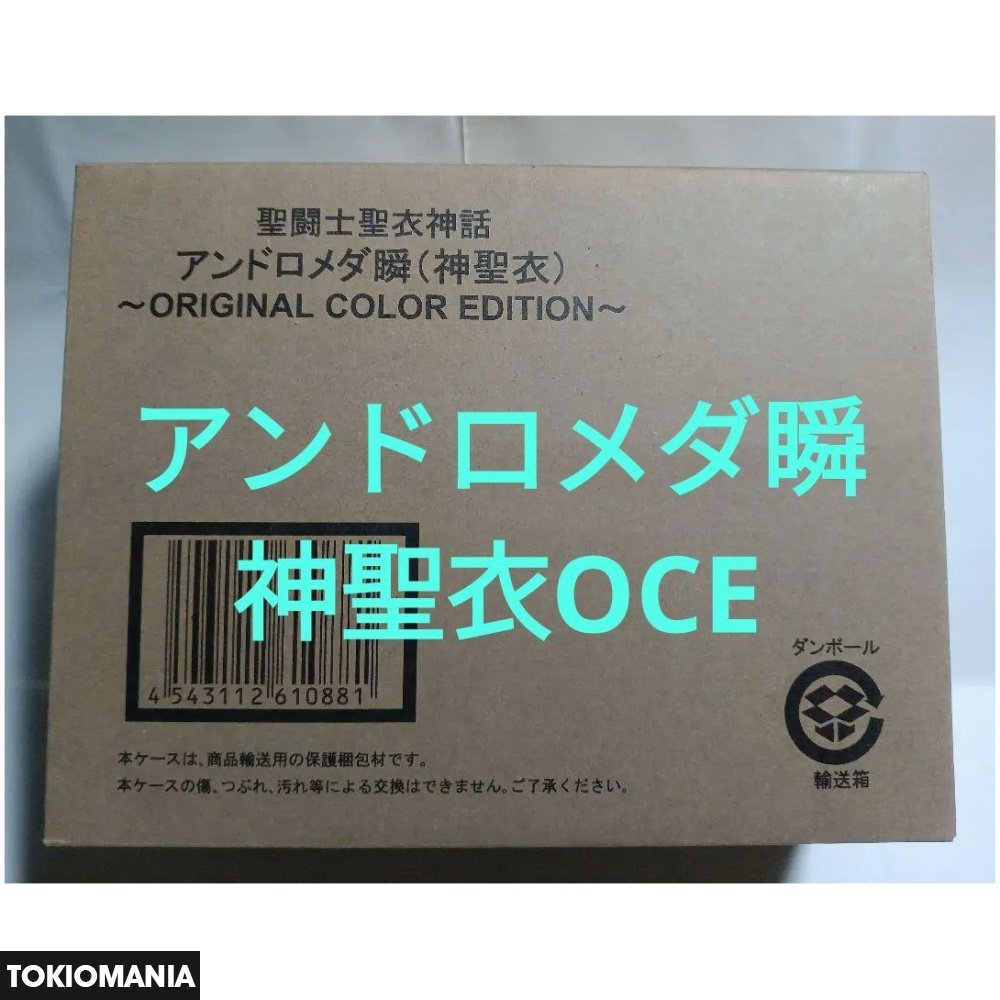 聖闘士聖衣神話
アンドロメダ瞬(神聖衣)
～ORIGINAL COLOR EDITION～
アンドロメダ瞬
神聖衣OCE
4 543112 610881
ダンボール
輸送箱
本ケースは、商品輸送用の保護梱包材です。
本ケースの傷、つぶれ、汚れ等による交換はできません。ご了承ください。
TOKIOMANIA